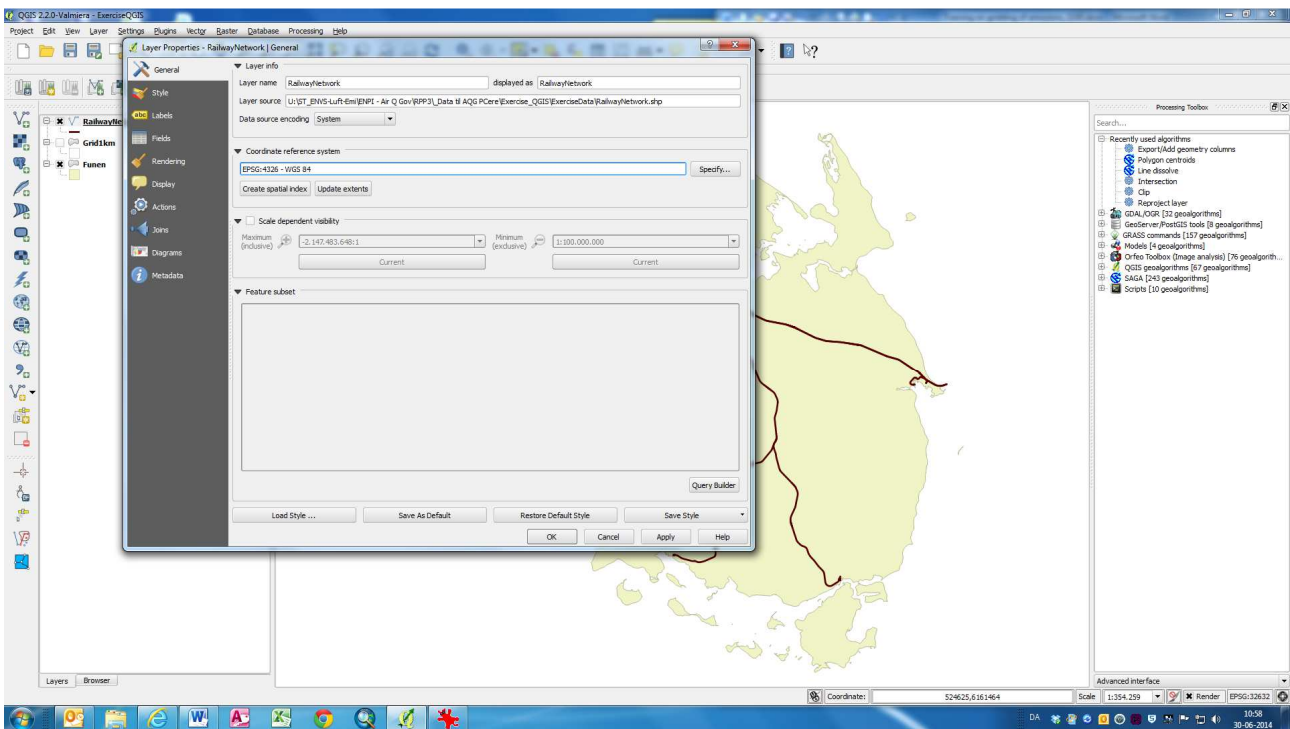 QGIS 2.2.0-Valmiera - ExerciseQGIS
Project Edit View Layer Settings Plugins Vector Raster Database Processing Help
Layer Properties - RailwayNetwork | General
General
Style
Labels
Fields
Rendering
Display
Actions
Joins
Diagrams
Metadata
Layer info
Layer name RailwayNetwork displayed as RailwayNetwork
Layer source U:\ST_ENVS-Luft-Emi\ENPI - Air Q Gov\RPP3\_Data til AQG PCere\Exercise_QGIS\ExerciseData\RailwayNetwork.shp
Data source encoding System
Coordinate reference system
EPSG:4326 - WGS 84 Specify...
Create spatial index Update extents
Scale dependent visibility
Maximum (inclusive) -2.147.483.648:1 Minimum (exclusive) 1:100.000.000
Current Current
Feature subset
Query Builder
Load Style ... Save As Default Restore Default Style Save Style
OK Cancel Apply Help
RailwayNe
Grid1km
Funen
Layers Browser
Processing Toolbox
Search...
Recently used algorithms
Export/Add geometry columns
Polygon centroids
Line dissolve
Intersection
Clip
Reproject layer
GDAL/OGR [32 geoalgorithms]
GeoServer/PostGIS tools [8 geoalgorithms]
GRASS commands [157 geoalgorithms]
Models [4 geoalgorithms]
Orfeo Toolbox (Image analysis) [76 geoalgorith...
QGIS geoalgorithms [67 geoalgorithms]
SAGA [243 geoalgorithms]
Scripts [10 geoalgorithms]
Advanced interface
Coordinate: 524625,6161464 Scale 1:354.259 Render EPSG:32632
DA 10:58
30-06-2014